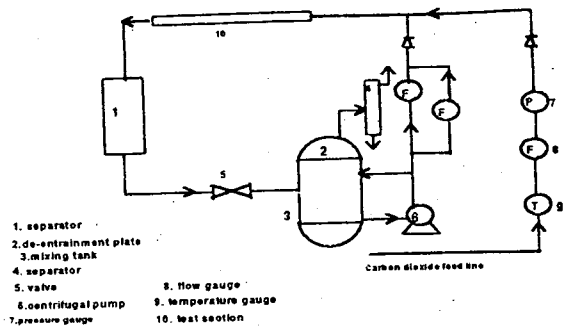 10
1
F
F
P 7
2
F 8
5
3
6
T 9
Carbon dioxide feed line
1. separator
2.de-entrainment plate
3.mixing tank
4. separator
5. valve
6.centrifugal pump
7.pressure gauge
8. flow gauge
9. temperature gauge
10. test section